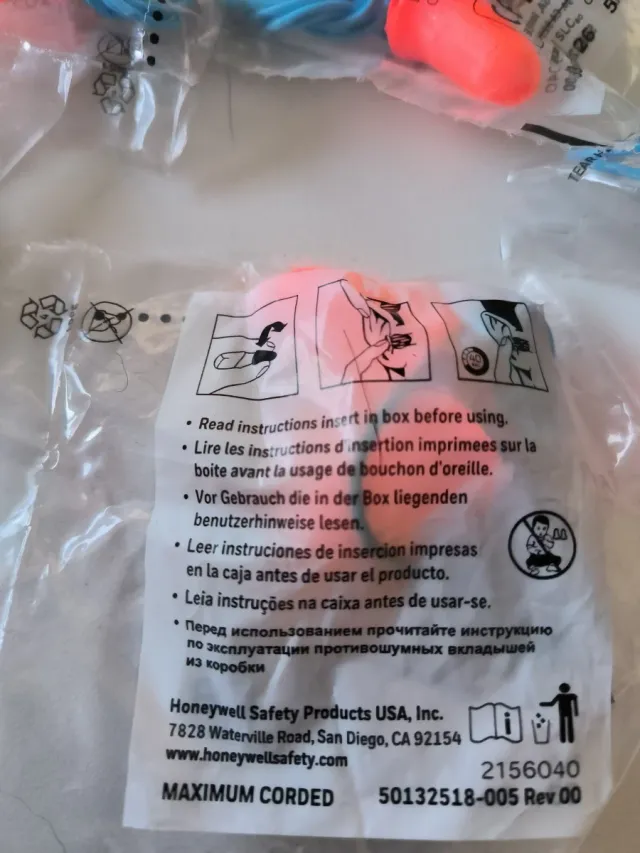 TEAR
• Read instructions insert in box before using.
• Lire les instructions d'insertion imprimees sur la
boite avant la usage de bouchon d'oreille.
• Vor Gebrauch die in der Box liegenden
benutzerhinweise lesen.
• Leer instruciones de insercion impresas
en la caja antes de usar el producto.
• Leia instruções na caixa antes de usar-se.
• Перед использованием прочитайте инструкцию
по эксплуатации противошумных вкладышей
из коробки
Honeywell Safety Products USA, Inc.
7828 Waterville Road, San Diego, CA 92154
www.honeywellsafety.com
2156040
MAXIMUM CORDED 50132518-005 Rev 00